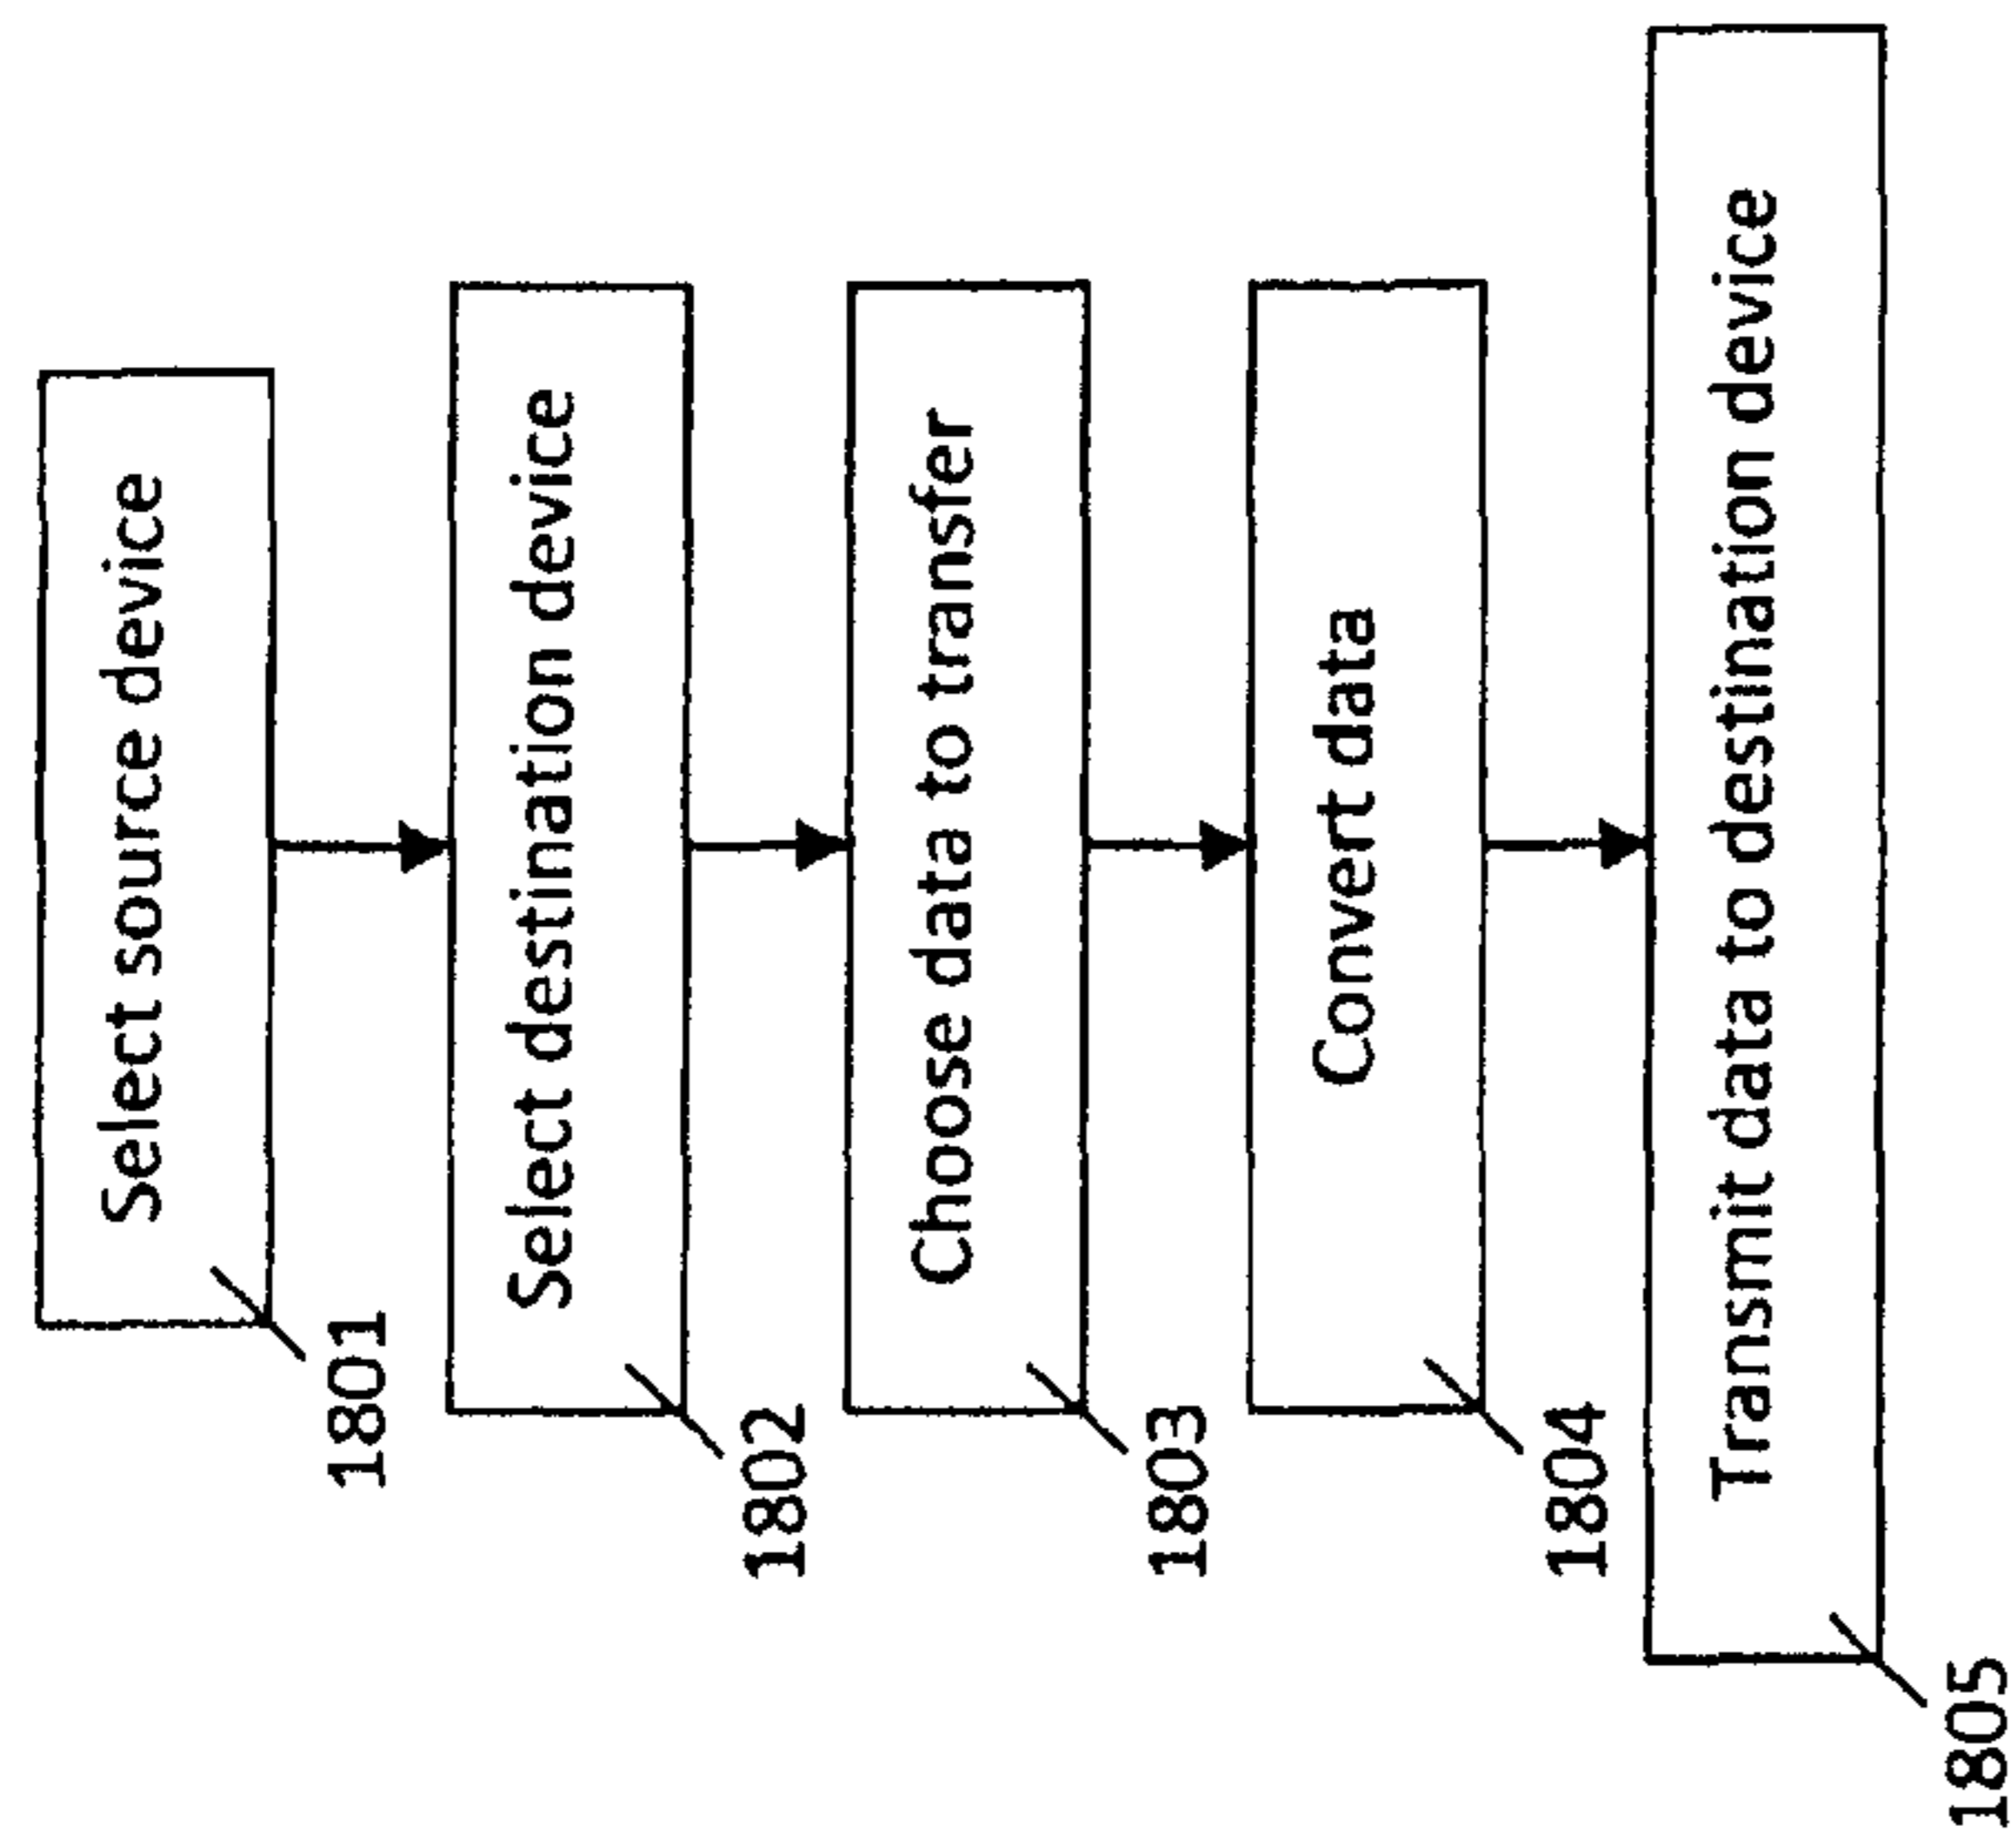 Select source device
1801
Select destination device
1802
Choose data to transfer
1803
Convert data
1804
Transmit data to destination device
1805